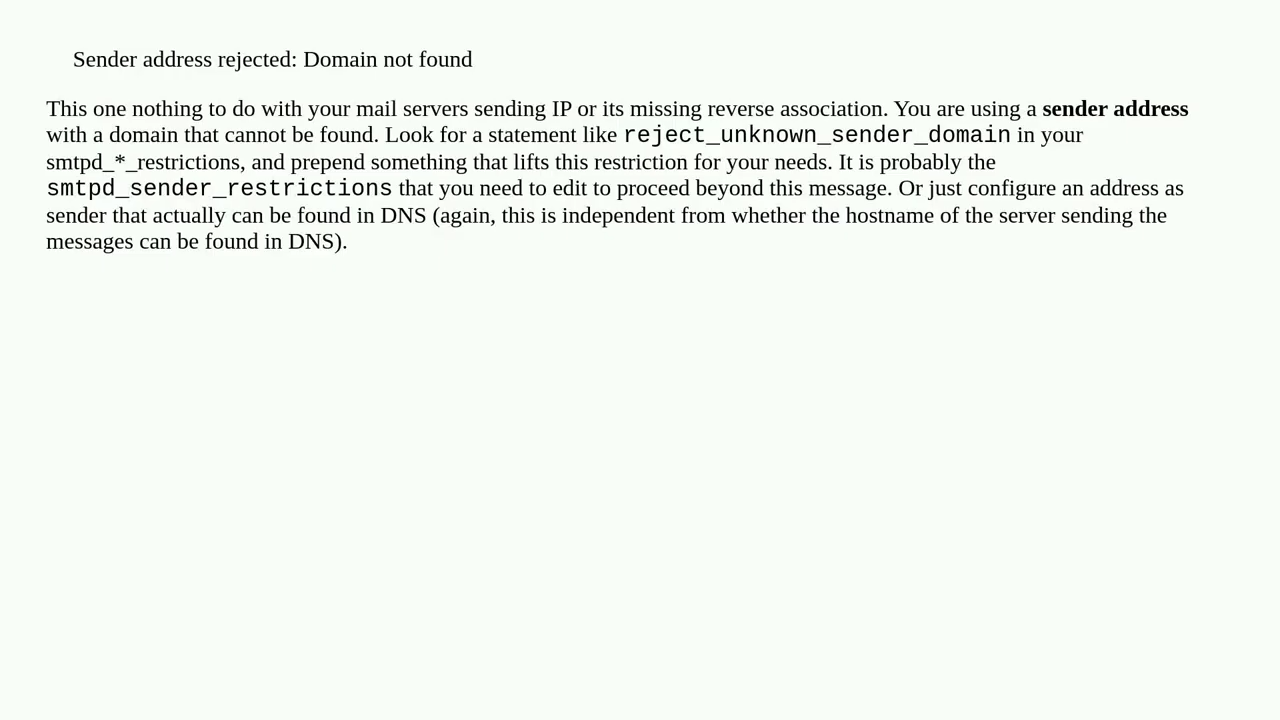 Sender address rejected: Domain not found
This one nothing to do with your mail servers sending IP or its missing reverse association. You are using a sender address
with a domain that cannot be found. Look for a statement like reject_unknown_sender_domain in your
smtpd_*_restrictions, and prepend something that lifts this restriction for your needs. It is probably the
smtpd_sender_restrictions that you need to edit to proceed beyond this message. Or just configure an address as
sender that actually can be found in DNS (again, this is independent from whether the hostname of the server sending the
messages can be found in DNS).